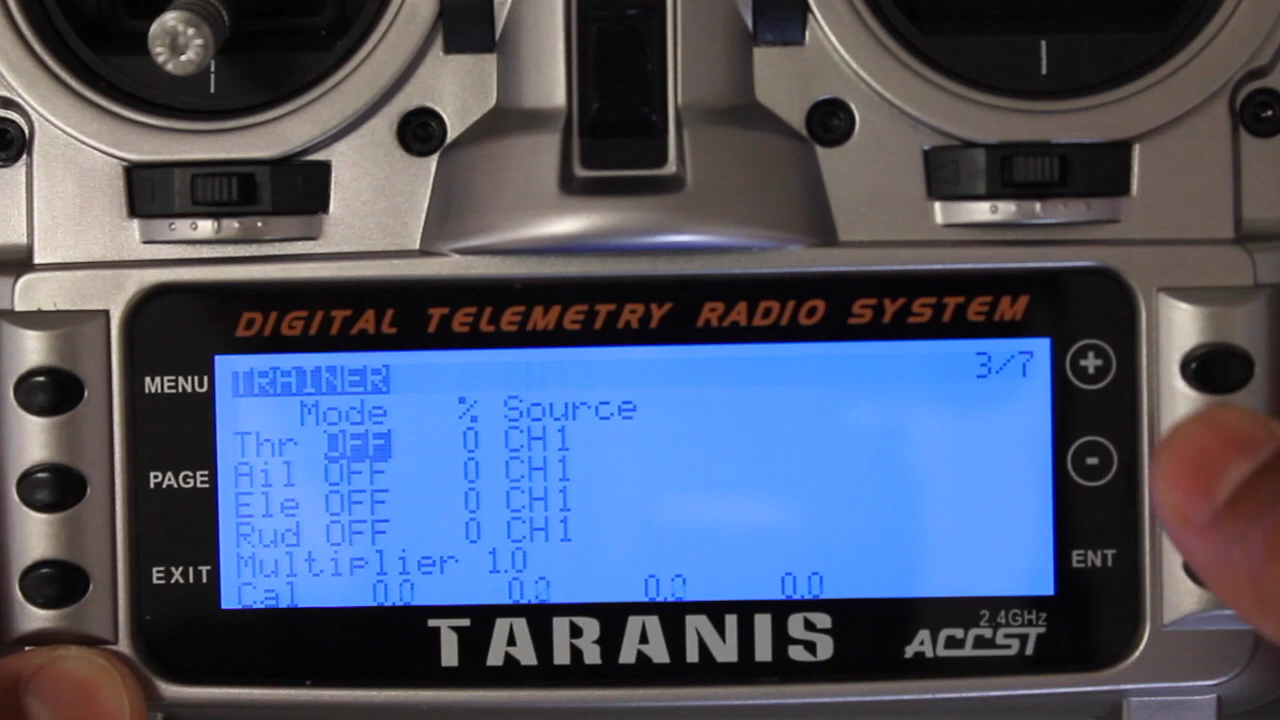 DIGITAL TELEMETRY RADIO SYSTEM
MENU
PAGE
EXIT
TRAINER 3/7
Mode % Source
Thr OFF 0 CH1
Ail OFF 0 CH1
Ele OFF 0 CH1
Rud OFF 0 CH1
Multiplier 1.0
Cal 0.0 0.0 0.0 0.0
+
-
ENT
TARANIS
2.4GHz
ACCST